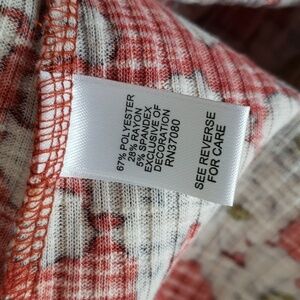 67% POLYESTER
28% RAYON
5% SPANDEX
EXCLUSIVE OF
DECORATION
RN37080
SEE REVERSE
FOR CARE